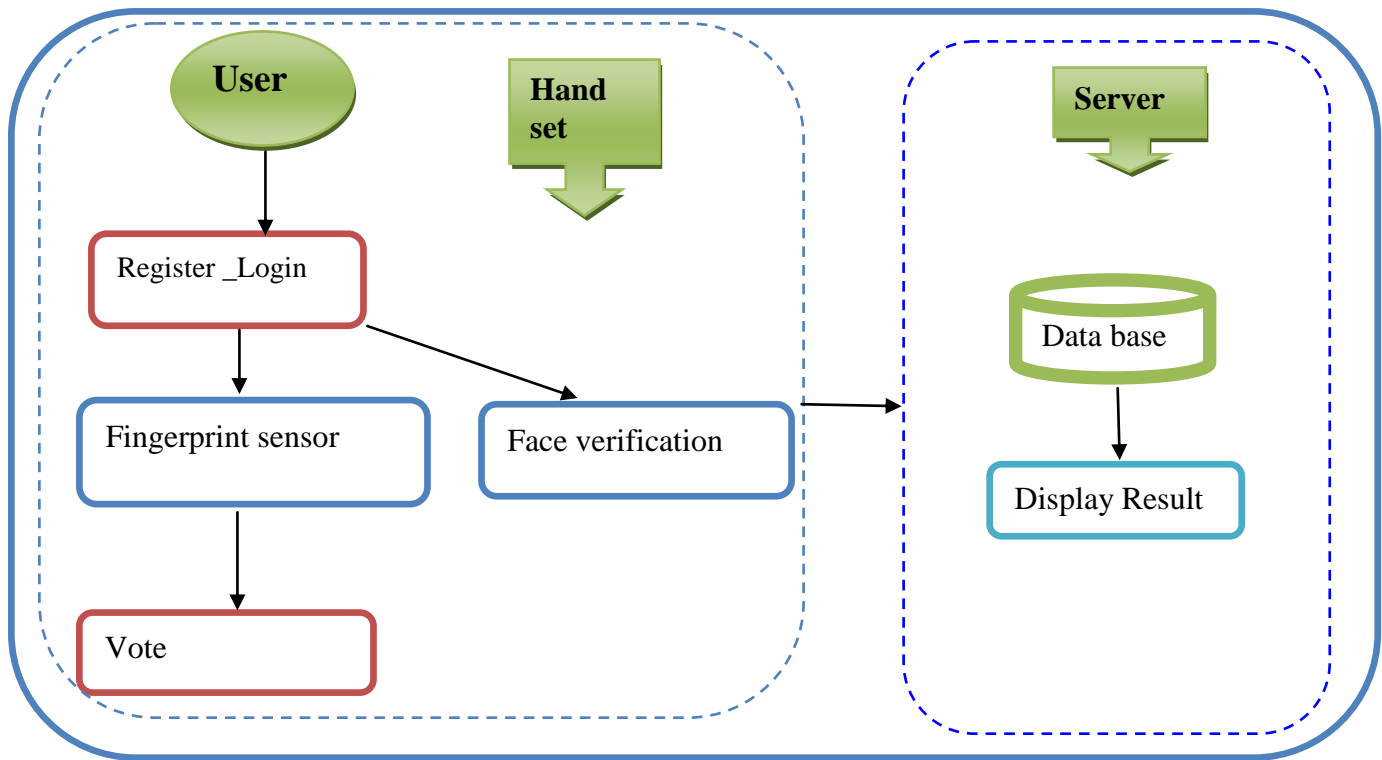 User
Hand
set
Server
Register _Login
Data base
Fingerprint sensor
Face verification
Display Result
Vote